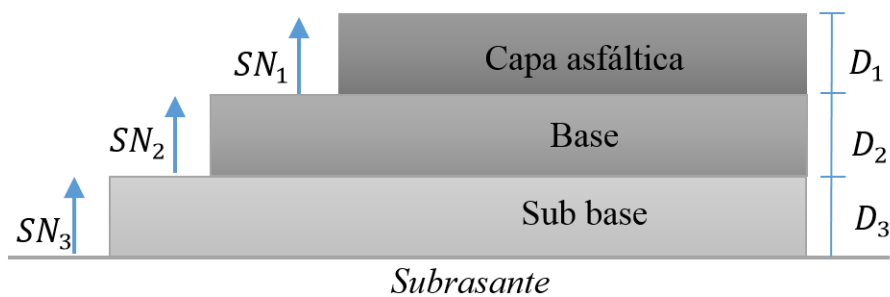 Capa asfáltica
SN₁
D₁
Base
SN₂
D₂
Sub base
SN₃
D₃
Subrasante